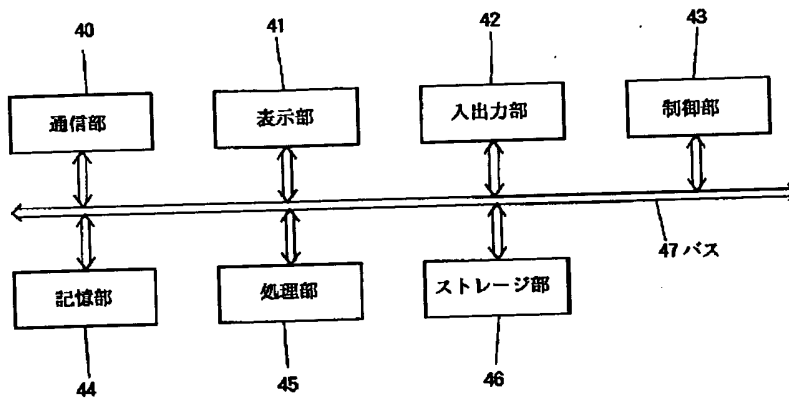 40
41
42
43
通信部
表示部
入出力部
制御部
47 バス
記憶部
処理部
ストレージ部
44
45
46